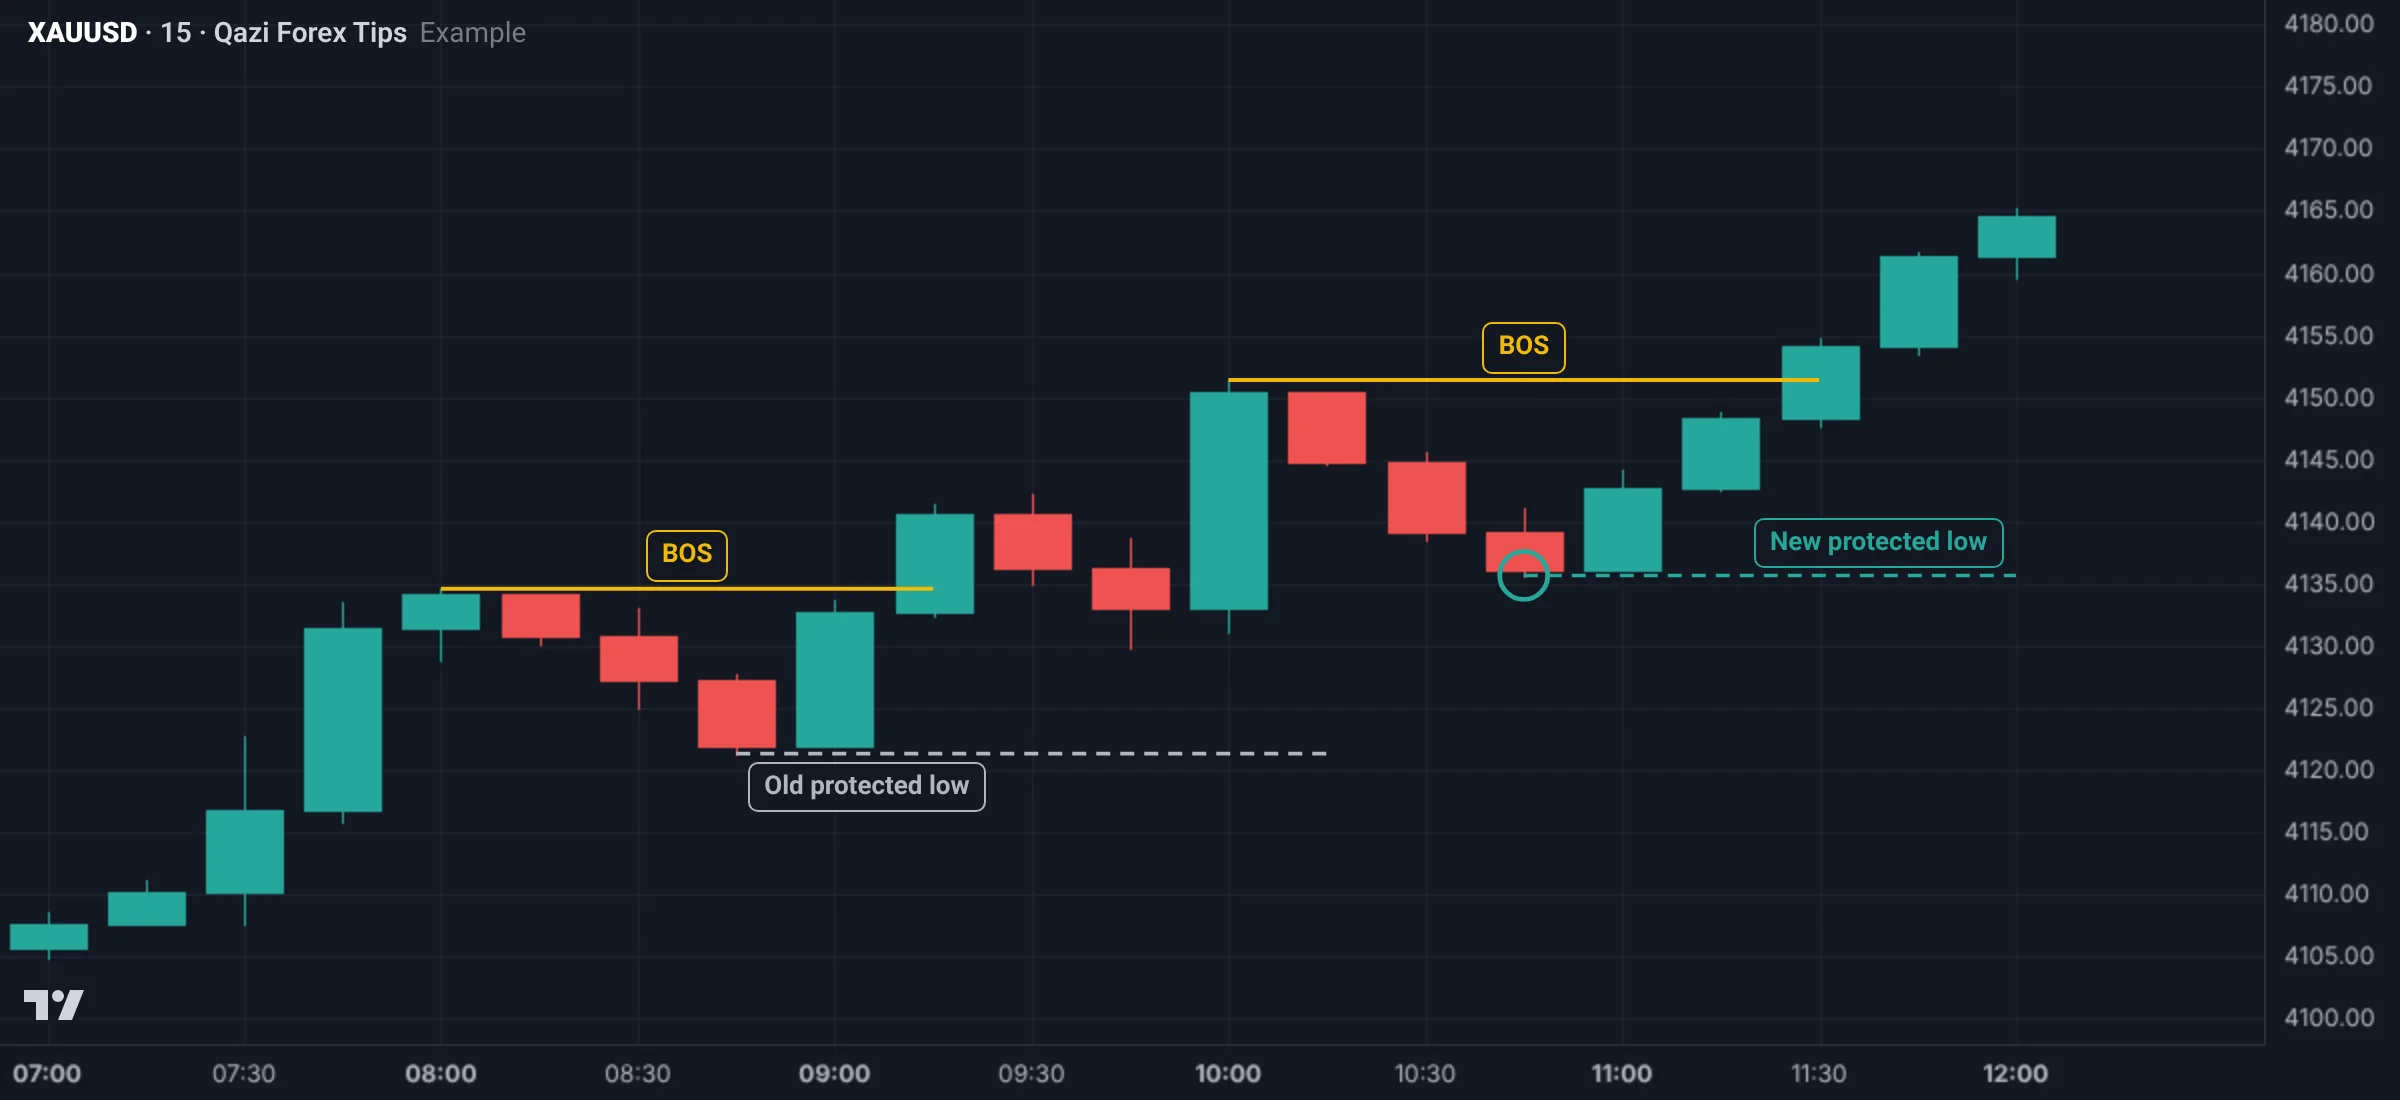 XAUUSD · 15 · Qazi Forex Tips Example
4180.00
4175.00
4170.00
4165.00
4160.00
4155.00
BOS
4150.00
4145.00
4140.00
New protected low
BOS
4135.00
4130.00
4125.00
4120.00
Old protected low
4115.00
4110.00
4105.00
4100.00
07:00 07:30 08:00 08:30 09:00 09:30 10:00 10:30 11:00 11:30 12:00